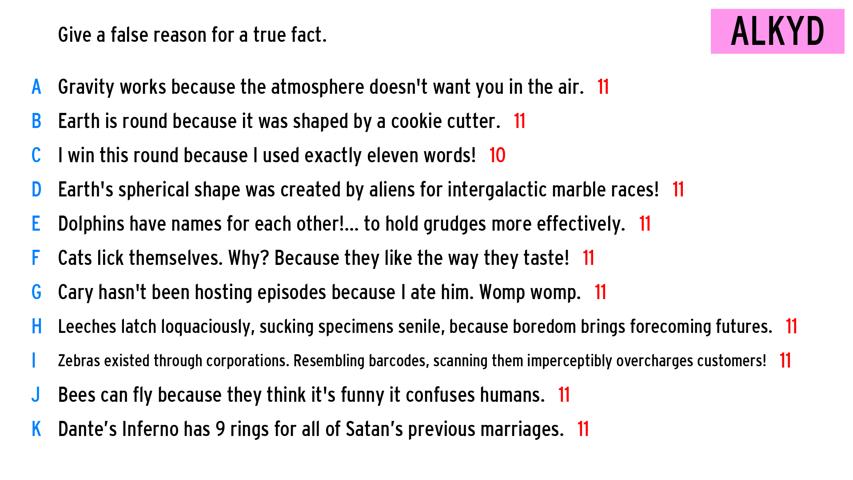 Give a false reason for a true fact.
ALKYD
A Gravity works because the atmosphere doesn't want you in the air. 11
B Earth is round because it was shaped by a cookie cutter. 11
C I win this round because I used exactly eleven words! 10
D Earth's spherical shape was created by aliens for intergalactic marble races! 11
E Dolphins have names for each other!... to hold grudges more effectively. 11
F Cats lick themselves. Why? Because they like the way they taste! 11
G Cary hasn't been hosting episodes because I ate him. Womp womp. 11
H Leeches latch loquaciously, sucking specimens senile, because boredom brings forecoming futures. 11
I Zebras existed through corporations. Resembling barcodes, scanning them imperceptibly overcharges customers! 11
J Bees can fly because they think it's funny it confuses humans. 11
K Dante’s Inferno has 9 rings for all of Satan’s previous marriages. 11